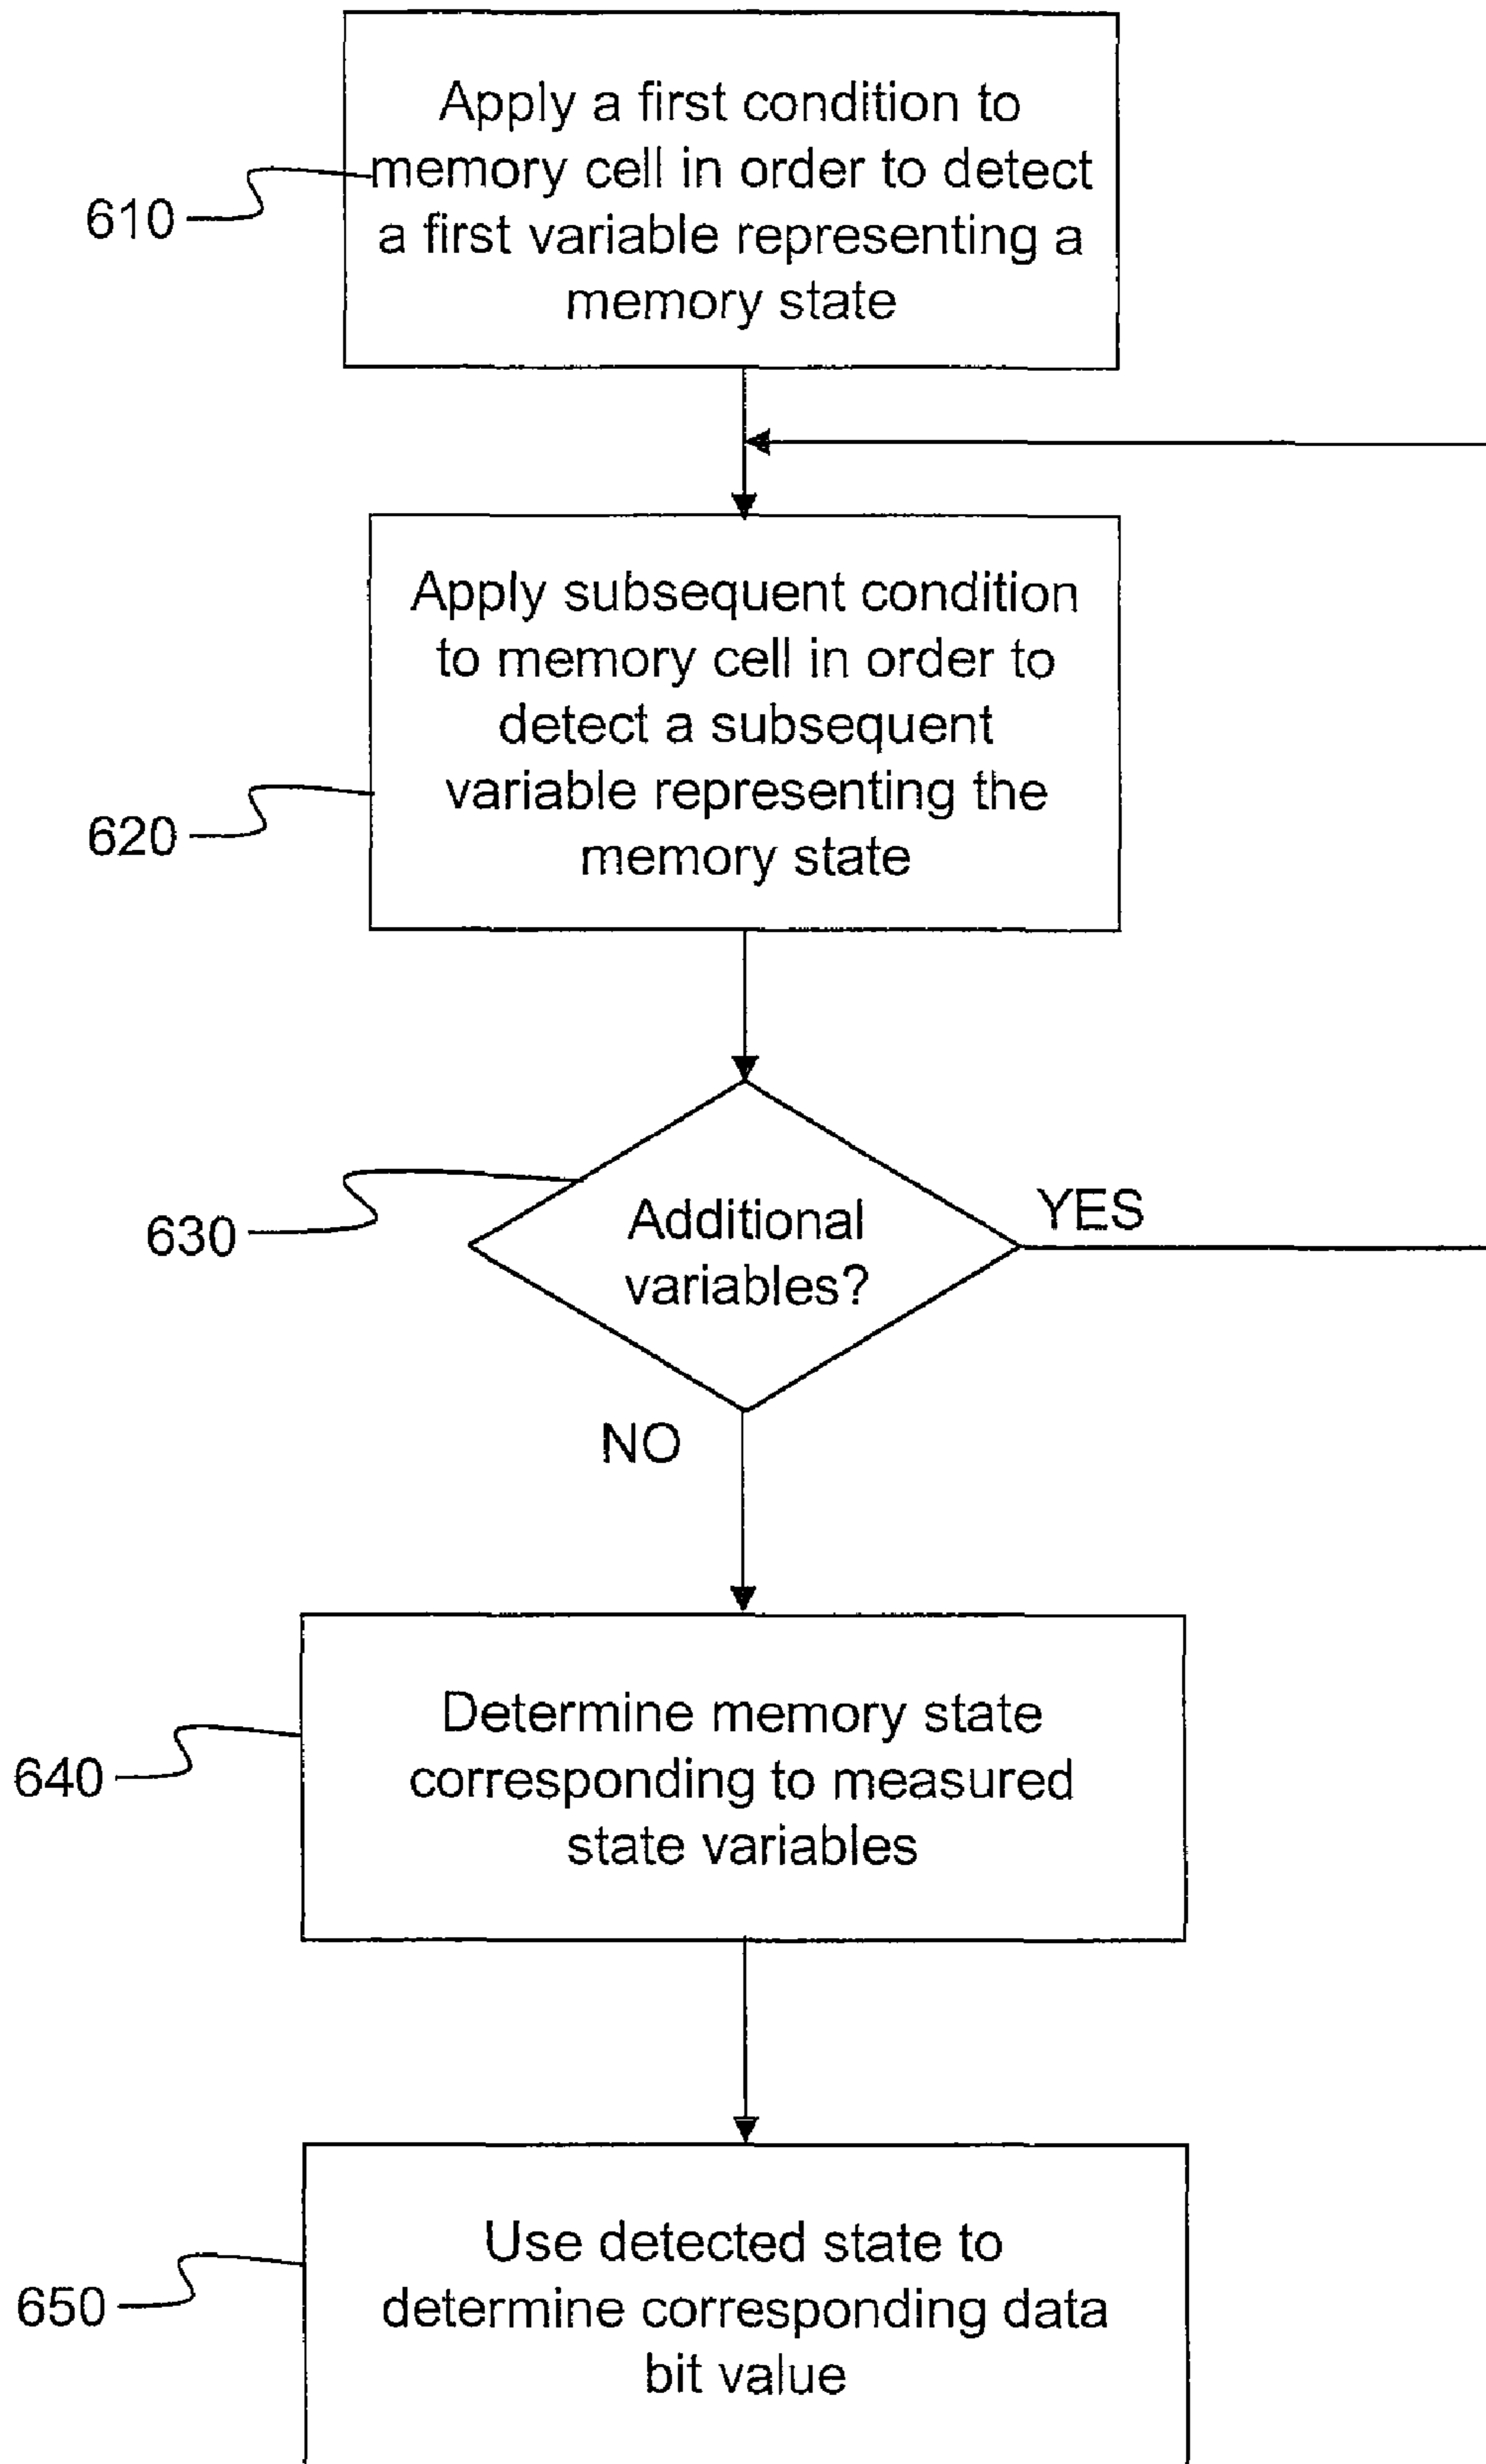 Apply a first condition to
memory cell in order to detect
a first variable representing a
memory state
610
Apply subsequent condition
to memory cell in order to
detect a subsequent
variable representing the
memory state
620
Additional
variables?
630
YES
NO
Determine memory state
corresponding to measured
state variables
640
Use detected state to
determine corresponding data
bit value
650